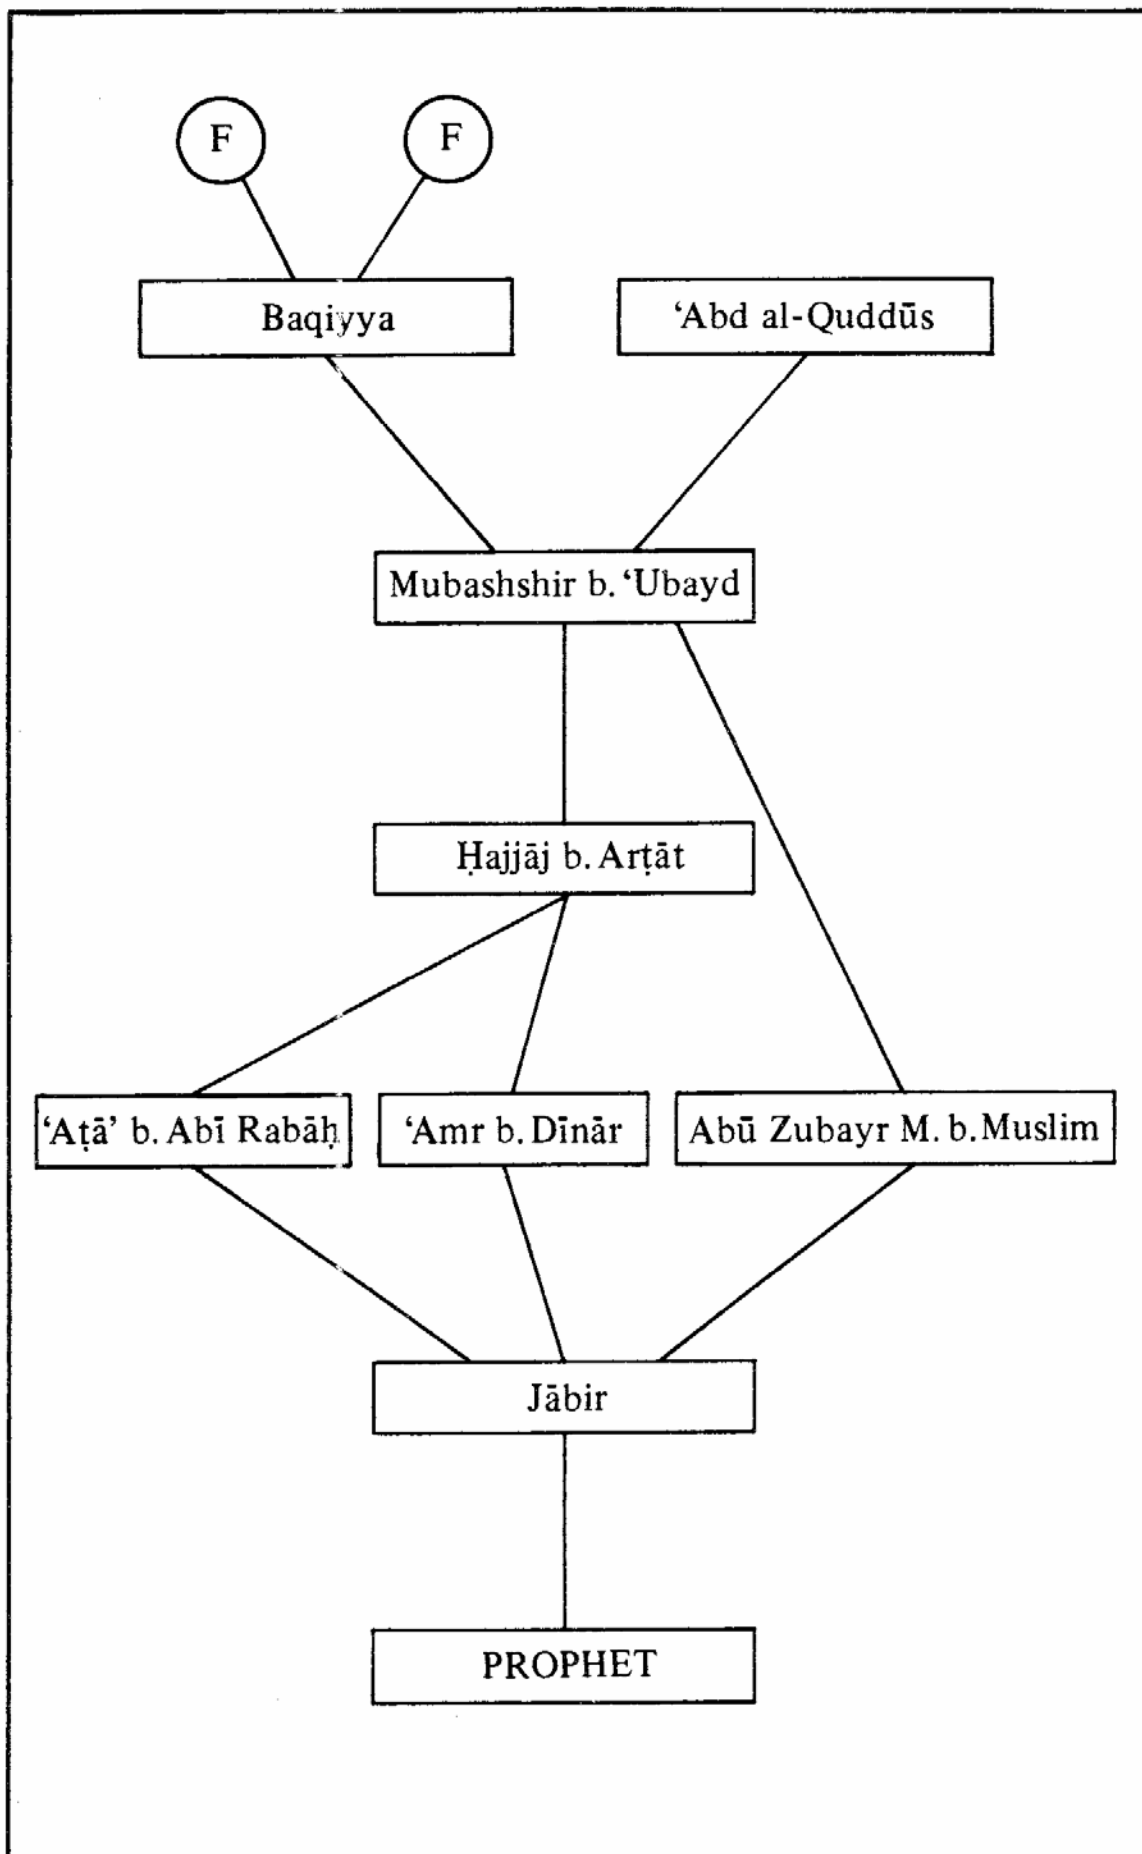 F
F
Baqiyya
‘Abd al-Quddūs
Mubashshir b. ‘Ubayd
Ḥajjāj b. Arṭāt
‘Aṭā’ b. Abī Rabāḥ
‘Amr b. Dīnār
Abū Zubayr M. b. Muslim
Jābir
PROPHET